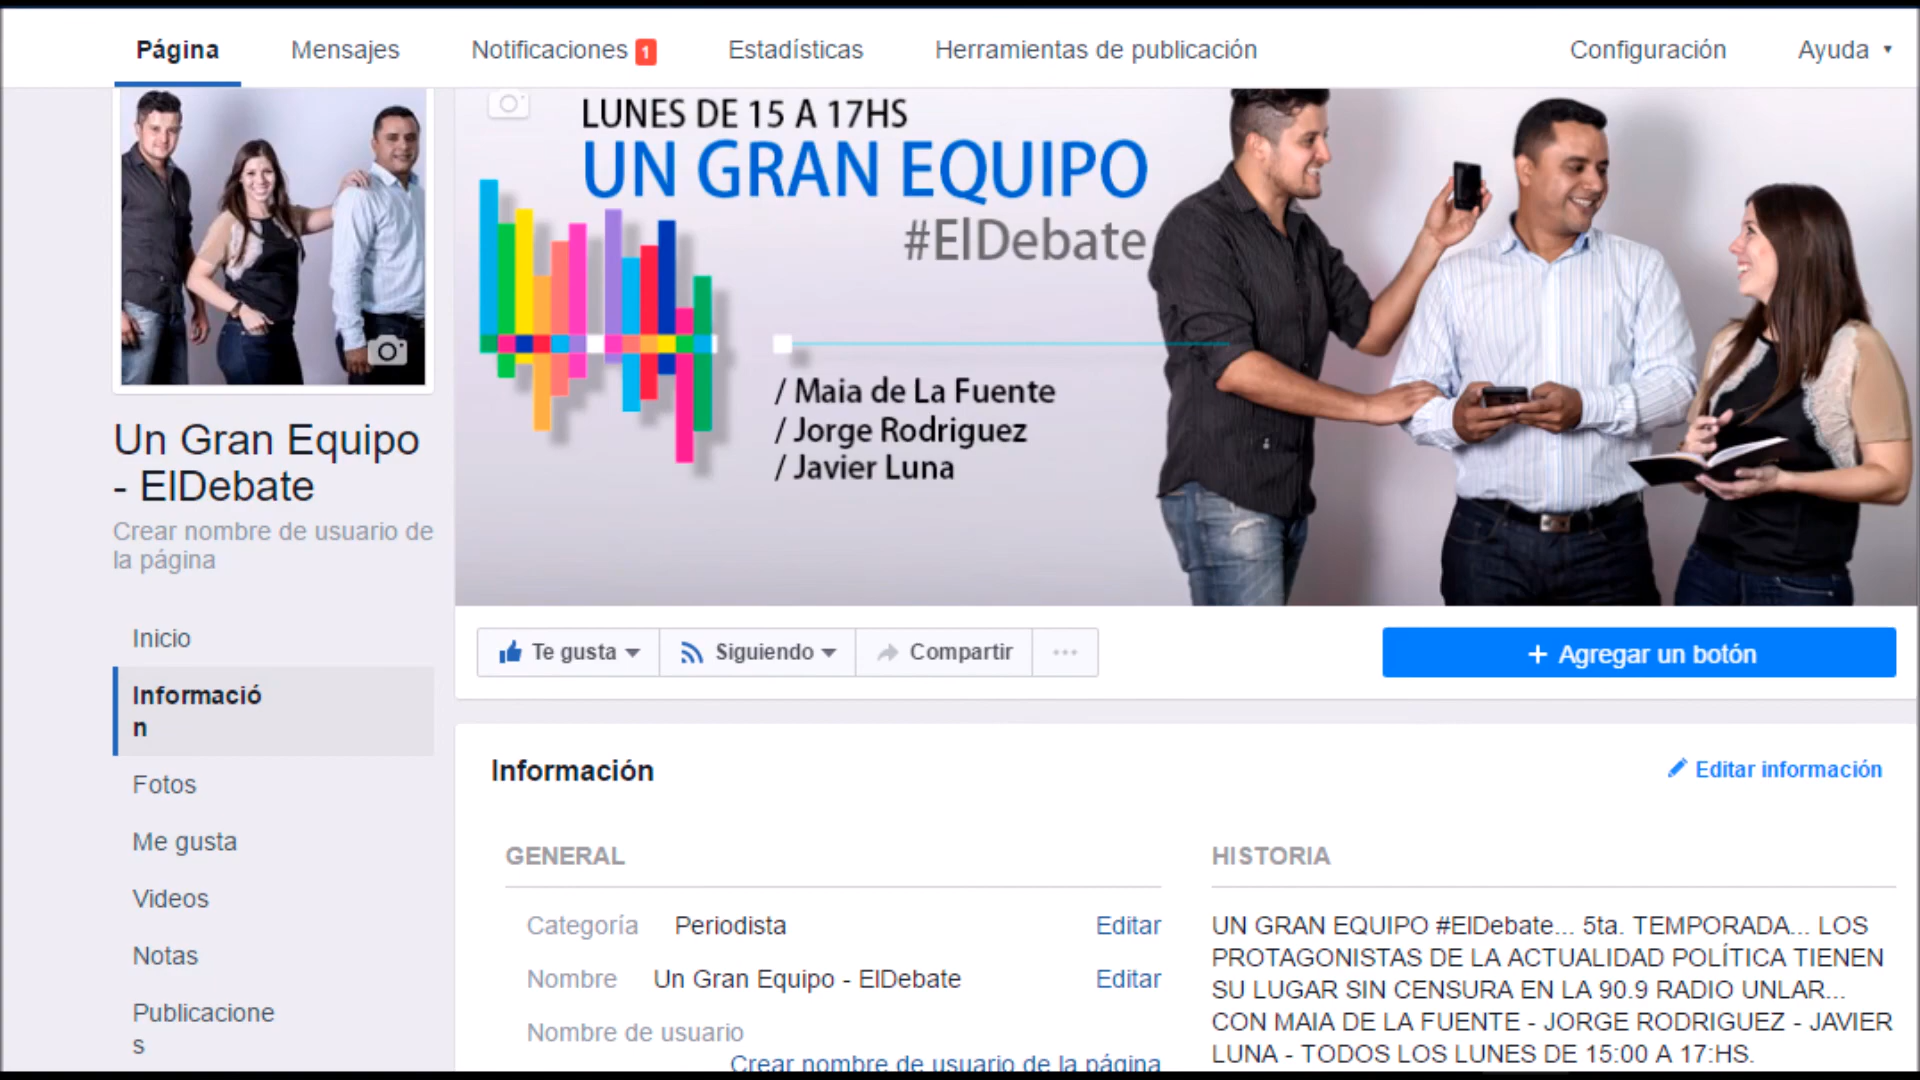 Página Mensajes Notificaciones 1 Estadísticas Herramientas de publicación Configuración Ayuda
LUNES DE 15 A 17HS
UN GRAN EQUIPO
#ElDebate
/ Maia de La Fuente
/ Jorge Rodriguez
/ Javier Luna
Un Gran Equipo
- ElDebate
Crear nombre de usuario de
la página
Inicio
Informació
n
Fotos
Me gusta
Videos
Notas
Publicacione
s
Te gusta Siguiendo Compartir ...
+ Agregar un botón
Información
Editar información
GENERAL
Categoría Periodista Editar
Nombre Un Gran Equipo - ElDebate Editar
Nombre de usuario
Crear nombre de usuario de la página
HISTORIA
UN GRAN EQUIPO #ElDebate... 5ta. TEMPORADA... LOS
PROTAGONISTAS DE LA ACTUALIDAD POLÍTICA TIENEN
SU LUGAR SIN CENSURA EN LA 90.9 RADIO UNLAR...
CON MAIA DE LA FUENTE - JORGE RODRIGUEZ - JAVIER
LUNA - TODOS LOS LUNES DE 15:00 A 17:HS.